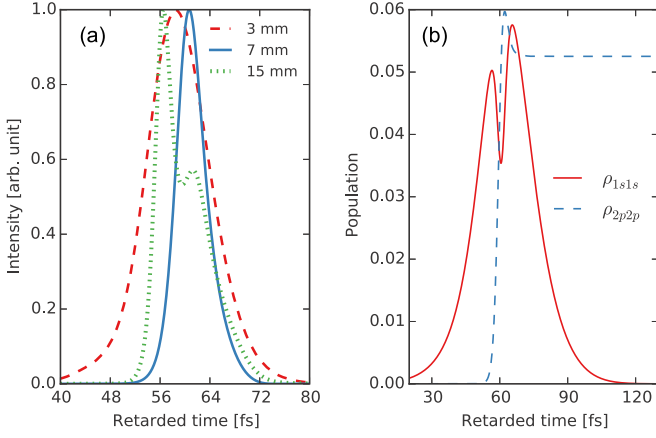 (a)
3 mm
7 mm
15 mm
Intensity [arb. unit]
1.0
0.8
0.6
0.4
0.2
0.0
40 48 56 64 72 80
Retarded time [fs]
(b)
Population
0.06
0.05
0.04
0.03
0.02
0.01
0.00
ρ1s1s
ρ2p2p
30 60 90 120
Retarded time [fs]